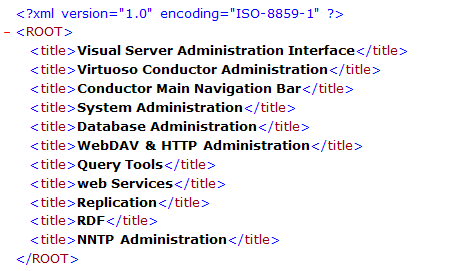 <?xml version="1.0" encoding="ISO-8859-1" ?>
- <ROOT>
<title>Visual Server Administration Interface</title>
<title>Virtuoso Conductor Administration</title>
<title>Conductor Main Navigation Bar</title>
<title>System Administration</title>
<title>Database Administration</title>
<title>WebDAV & HTTP Administration</title>
<title>Query Tools</title>
<title>web Services</title>
<title>Replication</title>
<title>RDF</title>
<title>NNTP Administration</title>
</ROOT>